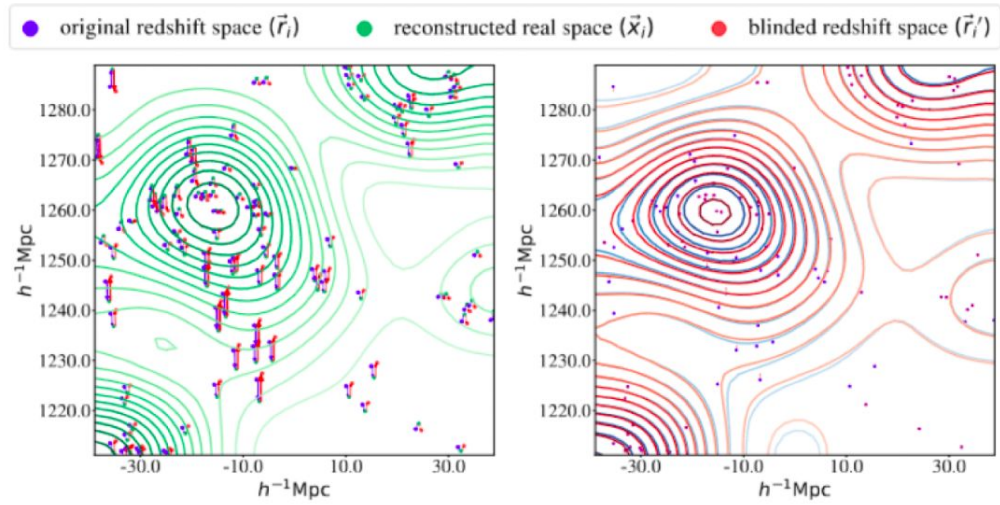 original redshift space (r⃗ᵢ) reconstructed real space (x⃗ᵢ) blinded redshift space (r⃗ᵢ′)
1280.0 1280.0
1270.0 1270.0
1260.0 1260.0
1250.0 1250.0
1240.0 1240.0
1230.0 1230.0
1220.0 1220.0
h⁻¹Mpc h⁻¹Mpc
-30.0 -10.0 10.0 30.0 -30.0 -10.0 10.0 30.0
h⁻¹Mpc h⁻¹Mpc